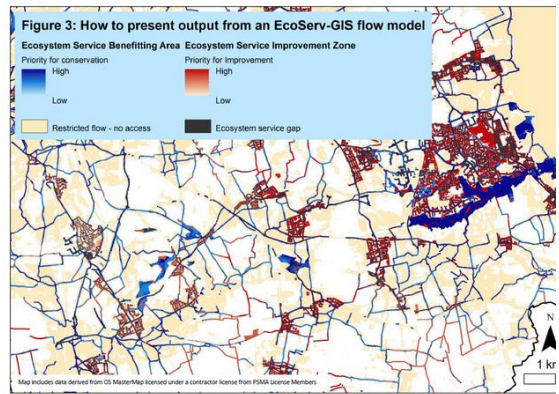 Figure 3: How to present output from an EcoServ-GIS flow model
Ecosystem Service Benefitting Area Ecosystem Service Improvement Zone
Priority for conservation Priority for Improvement
High High
Low Low
Restricted flow - no access Ecosystem service gap
N
1 km
Map includes data derived from OS MasterMap licensed under a contractor license from PSMA License Members